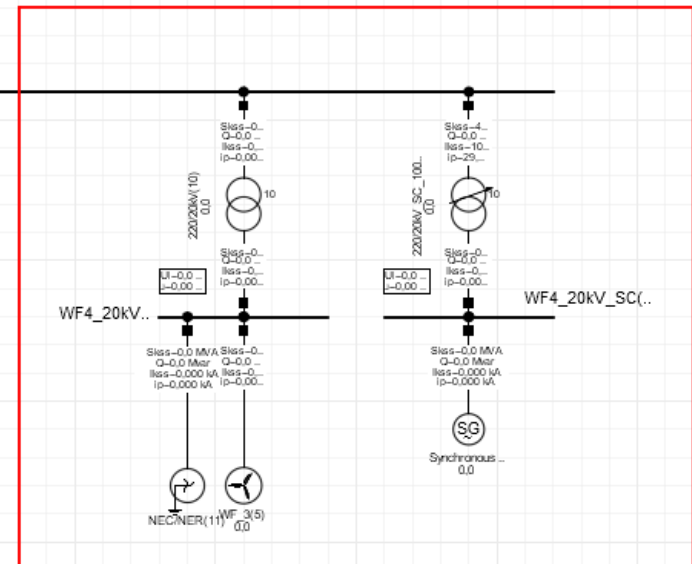 Skss-0..
Q-0,0 ..
Ikss-0,..
ip-0,00..
Skss-4..
Q-0,0 ..
Ikss-10..
ip-29,..
220/20kV(10)
0,0
10
220/20kV_SC_100..
0,0
10
Skss-0..
Q-0,0 ..
Ikss-0,..
ip-0,00..
Skss-0..
Q-0,0 ..
Ikss-0,..
ip-0,00..
Ul-0,0 ..
-0,00 ..
Ul-0,0 ..
-0,00 ..
WF4_20kV..
WF4_20kV_SC(..
Skss-0,0 MVA
Q-0,0 Mvar
Ikss-0,000 kA
ip-0,000 kA
Skss-0..
Q-0,0 ..
Ikss-0,..
ip-0,00..
Skss-0,0 MVA
Q-0,0 Mvar
Ikss-0,000 kA
ip-0,000 kA
SG
~
Synchronous ..
0,0
NEC/NER(11)
WF_3(5)
0,0